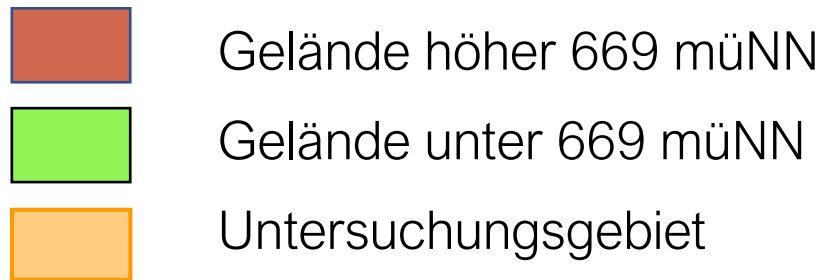 Gelände höher 669 müNN
Gelände unter 669 müNN
Untersuchungsgebiet